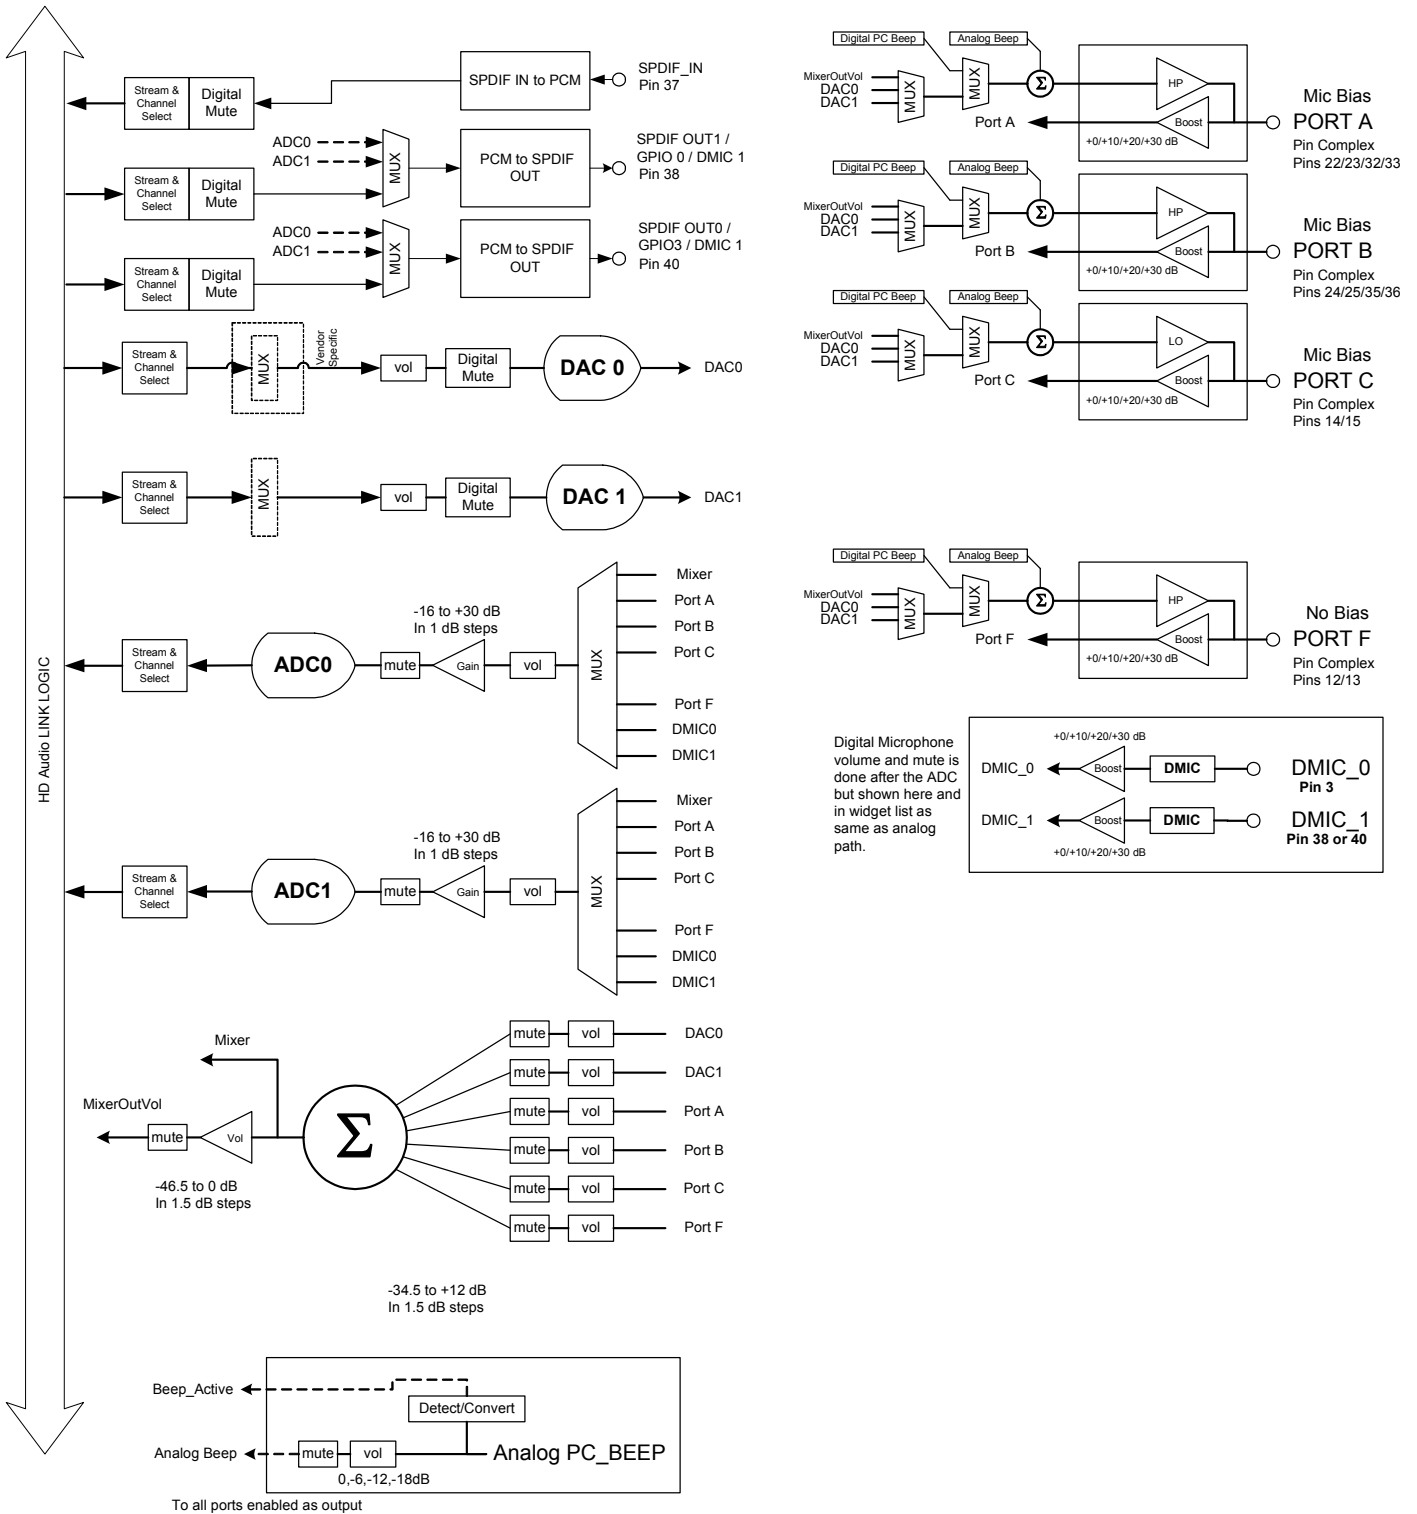 HD Audio LINK LOGIC
Stream &
Channel
Select
Digital
Mute
SPDIF IN to PCM
SPDIF_IN
Pin 37
ADC0
ADC1
Stream &
Channel
Select
Digital
Mute
MUX
PCM to SPDIF
OUT
SPDIF OUT1 /
GPIO 0 / DMIC 1
Pin 38
ADC0
ADC1
Stream &
Channel
Select
Digital
Mute
MUX
PCM to SPDIF
OUT
SPDIF OUT0 /
GPIO3 / DMIC 1
Pin 40
Stream &
Channel
Select
MUX
Vendor
Specific
vol
Digital
Mute
DAC 0
DAC0
Stream &
Channel
Select
MUX
vol
Digital
Mute
DAC 1
DAC1
Stream &
Channel
Select
ADC0
mute
-16 to +30 dB
In 1 dB steps
Gain
vol
MUX
Mixer
Port A
Port B
Port C
Port F
DMIC0
DMIC1
Stream &
Channel
Select
ADC1
mute
-16 to +30 dB
In 1 dB steps
Gain
vol
MUX
Mixer
Port A
Port B
Port C
Port F
DMIC0
DMIC1
Mixer
MixerOutVol
mute
Vol
-46.5 to 0 dB
In 1.5 dB steps
Σ
mute
vol
DAC0
mute
vol
DAC1
mute
vol
Port A
mute
vol
Port B
mute
vol
Port C
mute
vol
Port F
-34.5 to +12 dB
In 1.5 dB steps
Beep_Active
Detect/Convert
Analog Beep
mute
vol
Analog PC_BEEP
0,-6,-12,-18dB
To all ports enabled as output
Digital PC Beep
Analog Beep
MixerOutVol
DAC0
DAC1
MUX
MUX
Σ
HP
Port A
Boost
+0/+10/+20/+30 dB
Mic Bias
PORT A
Pin Complex
Pins 22/23/32/33
Digital PC Beep
Analog Beep
MixerOutVol
DAC0
DAC1
MUX
MUX
Σ
HP
Port B
Boost
+0/+10/+20/+30 dB
Mic Bias
PORT B
Pin Complex
Pins 24/25/35/36
Digital PC Beep
Analog Beep
MixerOutVol
DAC0
DAC1
MUX
MUX
Σ
LO
Port C
Boost
+0/+10/+20/+30 dB
Mic Bias
PORT C
Pin Complex
Pins 14/15
Digital PC Beep
Analog Beep
MixerOutVol
DAC0
DAC1
MUX
MUX
Σ
HP
Port F
Boost
+0/+10/+20/+30 dB
No Bias
PORT F
Pin Complex
Pins 12/13
Digital Microphone
volume and mute is
done after the ADC
but shown here and
in widget list as
same as analog
path.
+0/+10/+20/+30 dB
DMIC_0
Boost
DMIC
DMIC_0
Pin 3
DMIC_1
Boost
DMIC
DMIC_1
Pin 38 or 40
+0/+10/+20/+30 dB